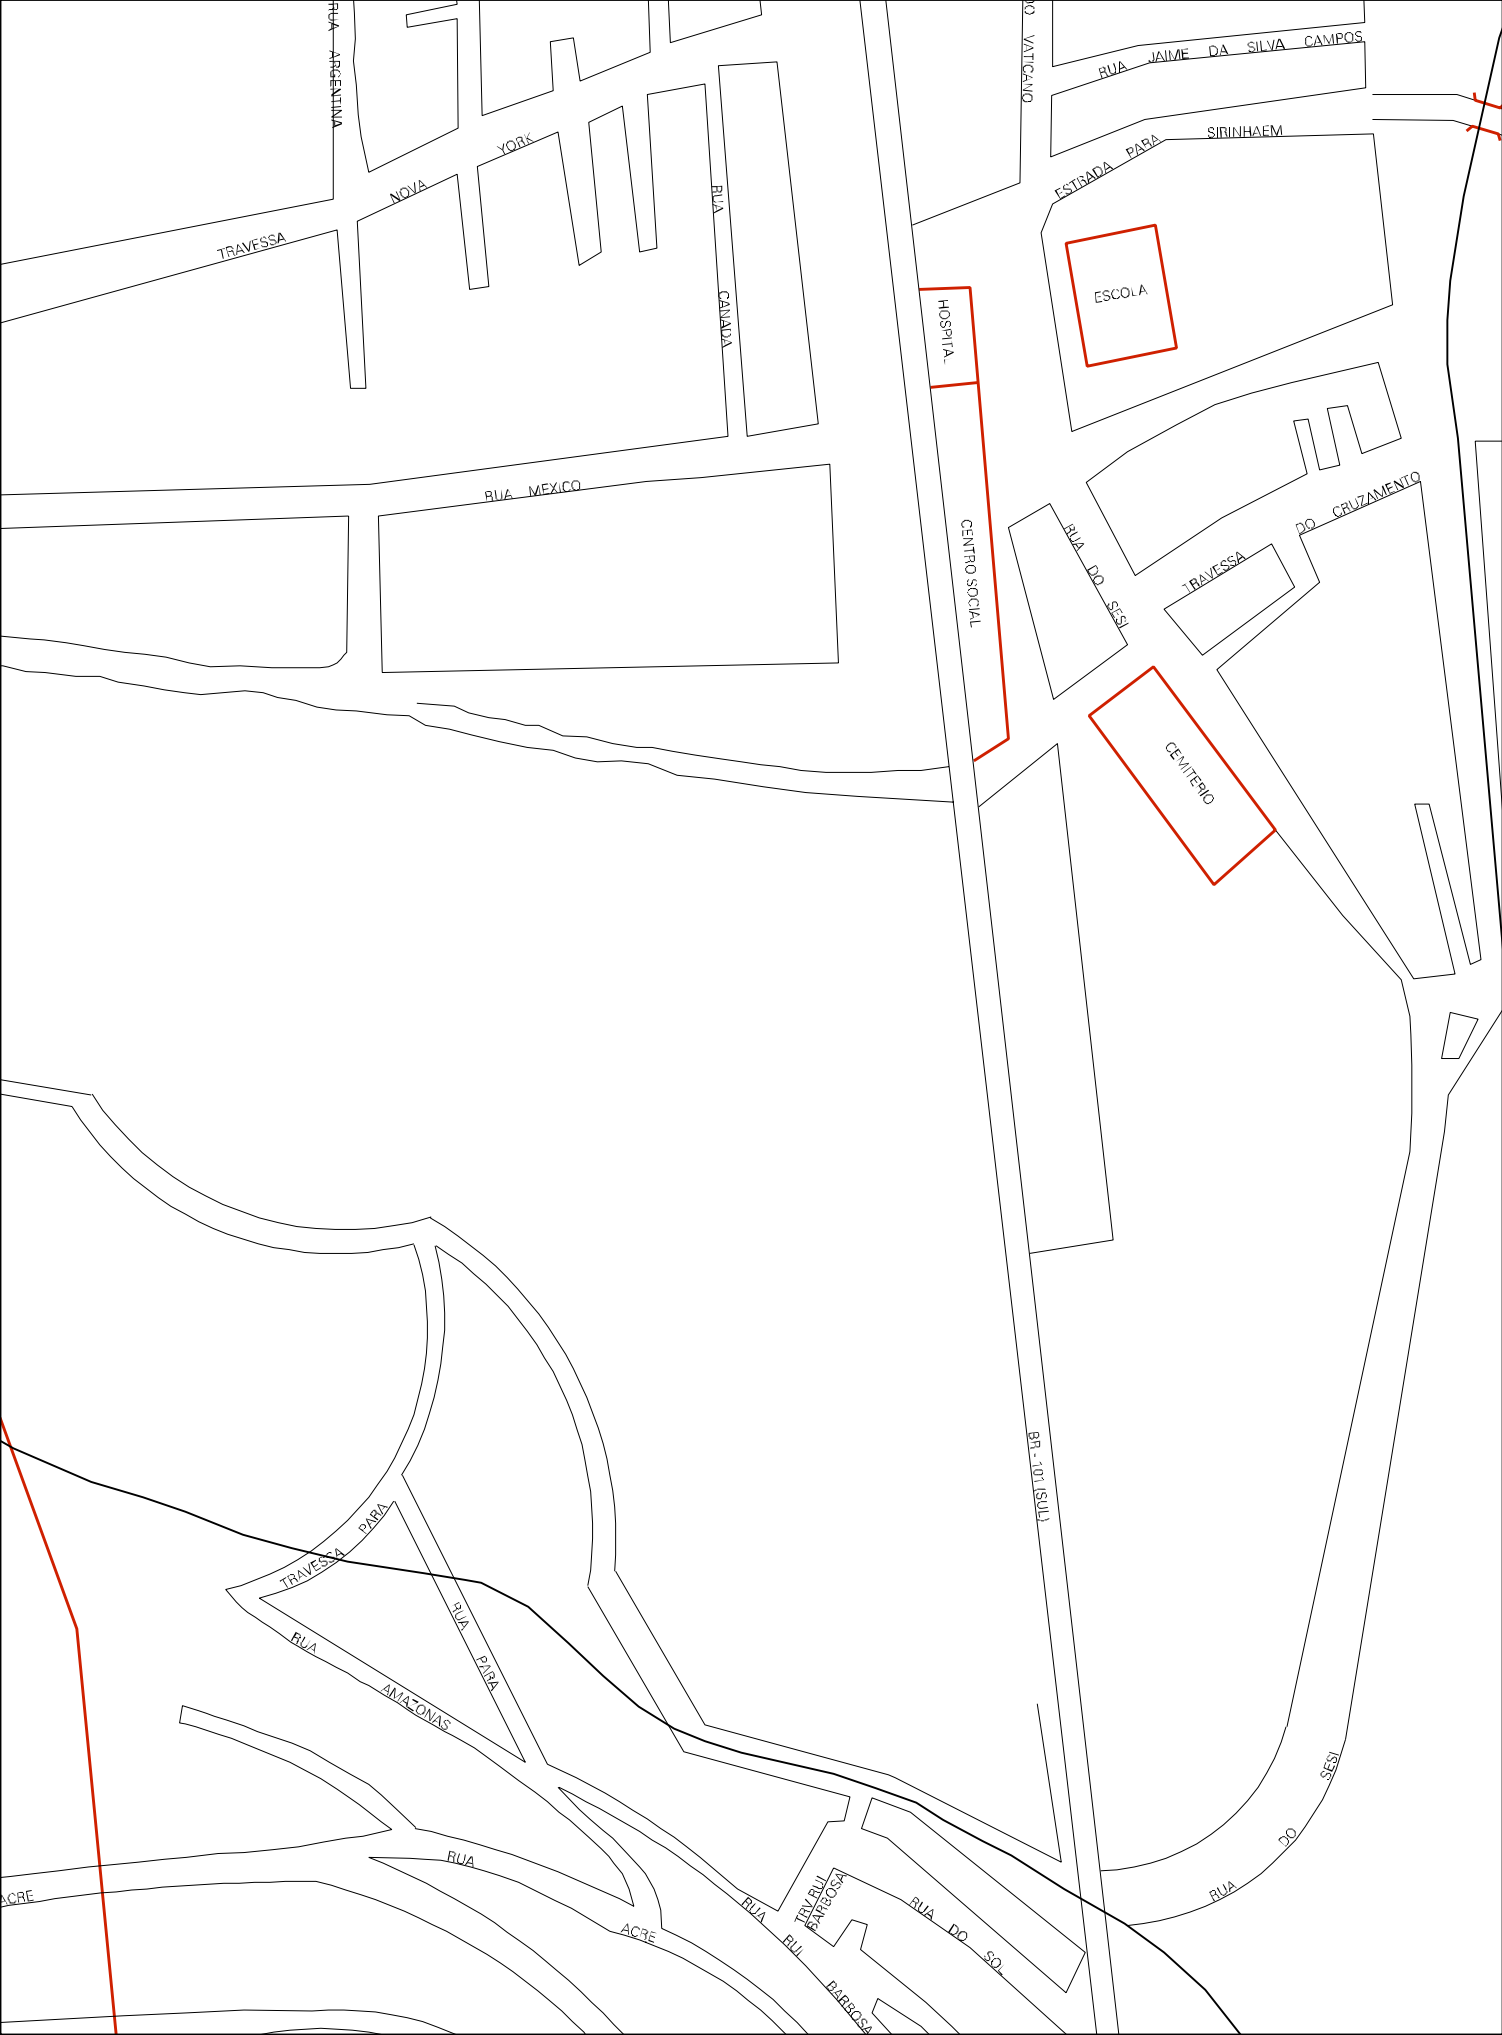 RUA ARGENTINA
DO VATICANO
RUA JAIME DA SILVA CAMPOS
ESTRADA PARA SIRINHAEM
TRAVESSA NOVA YORK
RUA CANADA
ESCOLA
HOSPITAL
RUA MEXICO
CENTRO SOCIAL
RUA DO SESI
TRAVESSA DO CRUZAMENTO
CEMITERIO
BR - 101 (SUL)
TRAVESSA PARA
RUA PARA
RUA AMAZONAS
RUA DO SESI
RUA ACRE
ACRE
TRV RUI
BARBOSA
RUA DO SOL
RUA RUI BARBOSA